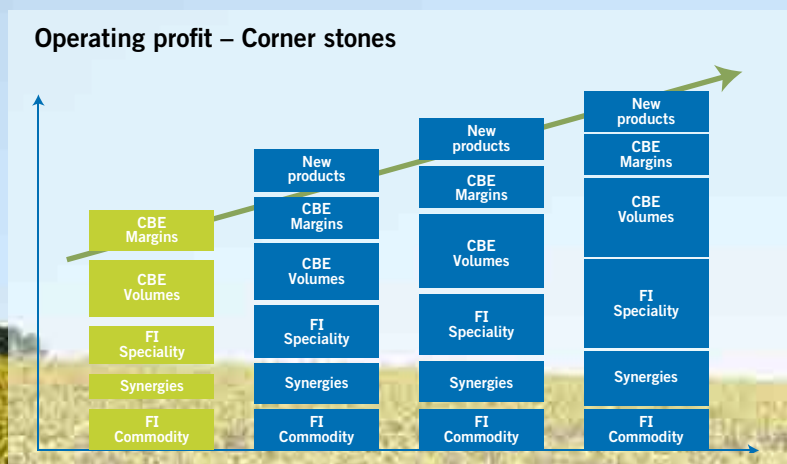 Operating profit – Corner stones
CBE
Margins
CBE
Volumes
FI
Speciality
Synergies
FI
Commodity
New
products
CBE
Margins
CBE
Volumes
FI
Speciality
Synergies
FI
Commodity
New
products
CBE
Margins
CBE
Volumes
FI
Speciality
Synergies
FI
Commodity
New
products
CBE
Margins
CBE
Volumes
FI
Speciality
Synergies
FI
Commodity